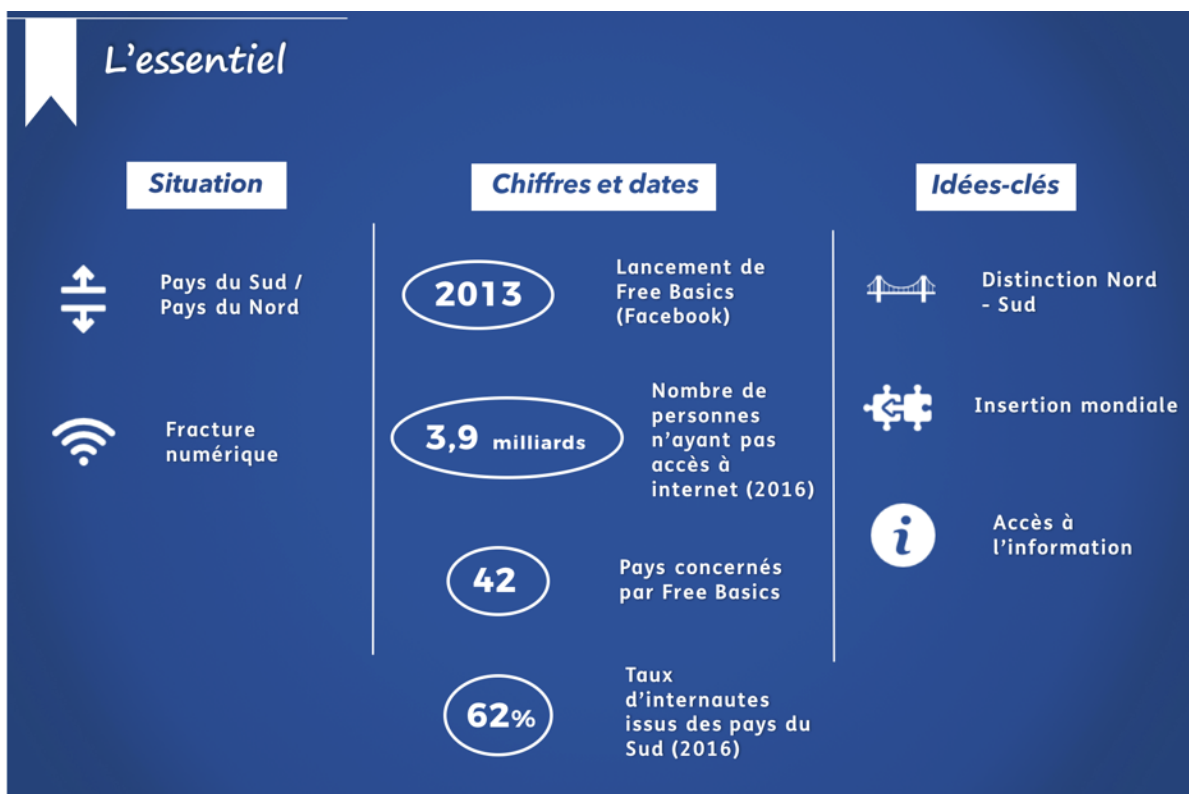 L'essentiel
Situation
Pays du Sud /
Pays du Nord
Fracture
numérique
Chiffres et dates
2013
Lancement de
Free Basics
(Facebook)
3,9 milliards
Nombre de
personnes
n'ayant pas
accès à
internet (2016)
42
Pays concernés
par Free Basics
62%
Taux
d'internautes
issus des pays du
Sud (2016)
Idées-clés
Distinction Nord
- Sud
Insertion mondiale
i
Accès à
l'information